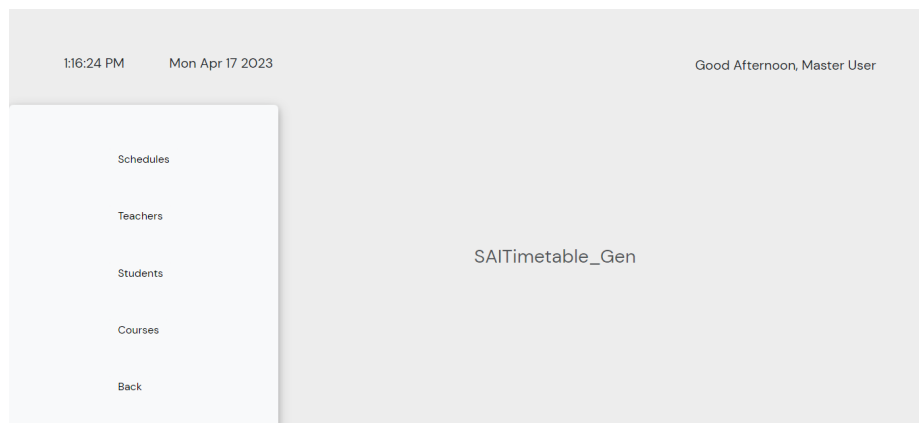 1:16:24 PM
Mon Apr 17 2023
Good Afternoon, Master User
Schedules
Teachers
Students
Courses
Back
SAITimetable_Gen